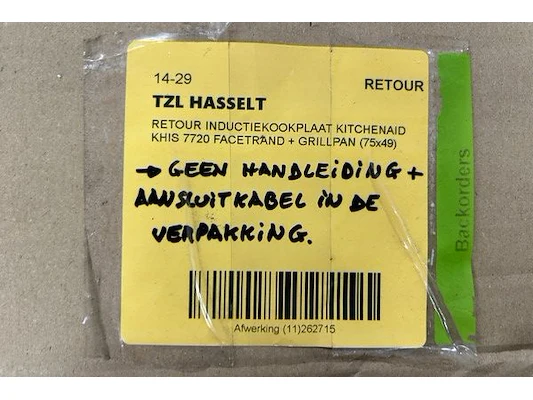 14-29
RETOUR
TZL HASSELT
RETOUR INDUCTIEKOOKPLAAT KITCHENAID
KHIS 7720 FACETRAND + GRILLPAN (75x49)
→ GEEN HANDLEIDING +
AANSLUITKABEL IN DE
VERPAKKING.
Afwerking (11)262715
Backorders